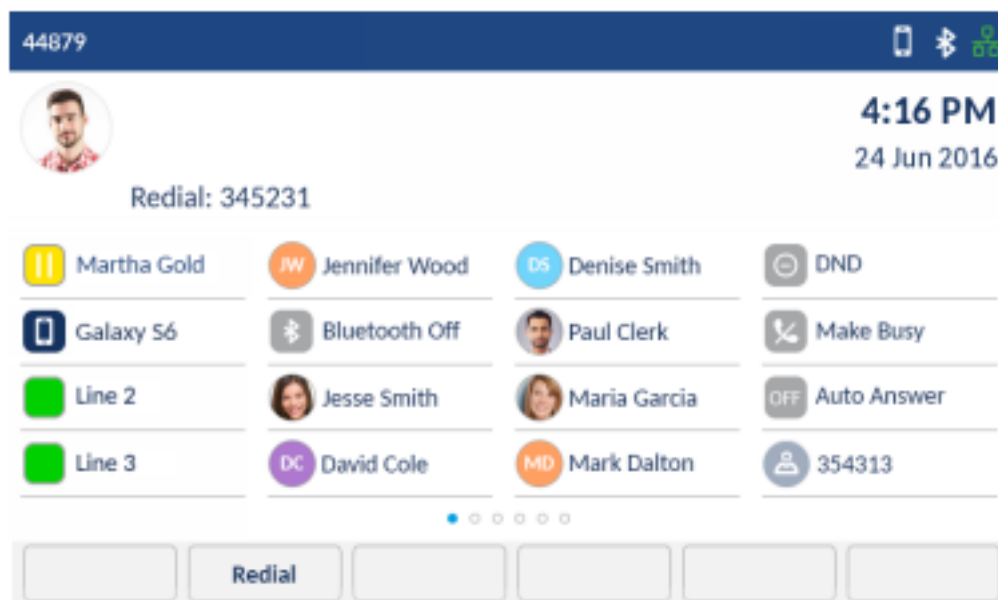 44879
4:16 PM
24 Jun 2016
Redial: 345231
Martha Gold JW Jennifer Wood DS Denise Smith DND
Galaxy S6 Bluetooth Off Paul Clerk Make Busy
Line 2 Jesse Smith Maria Garcia OFF Auto Answer
Line 3 DC David Cole MD Mark Dalton 354313
Redial